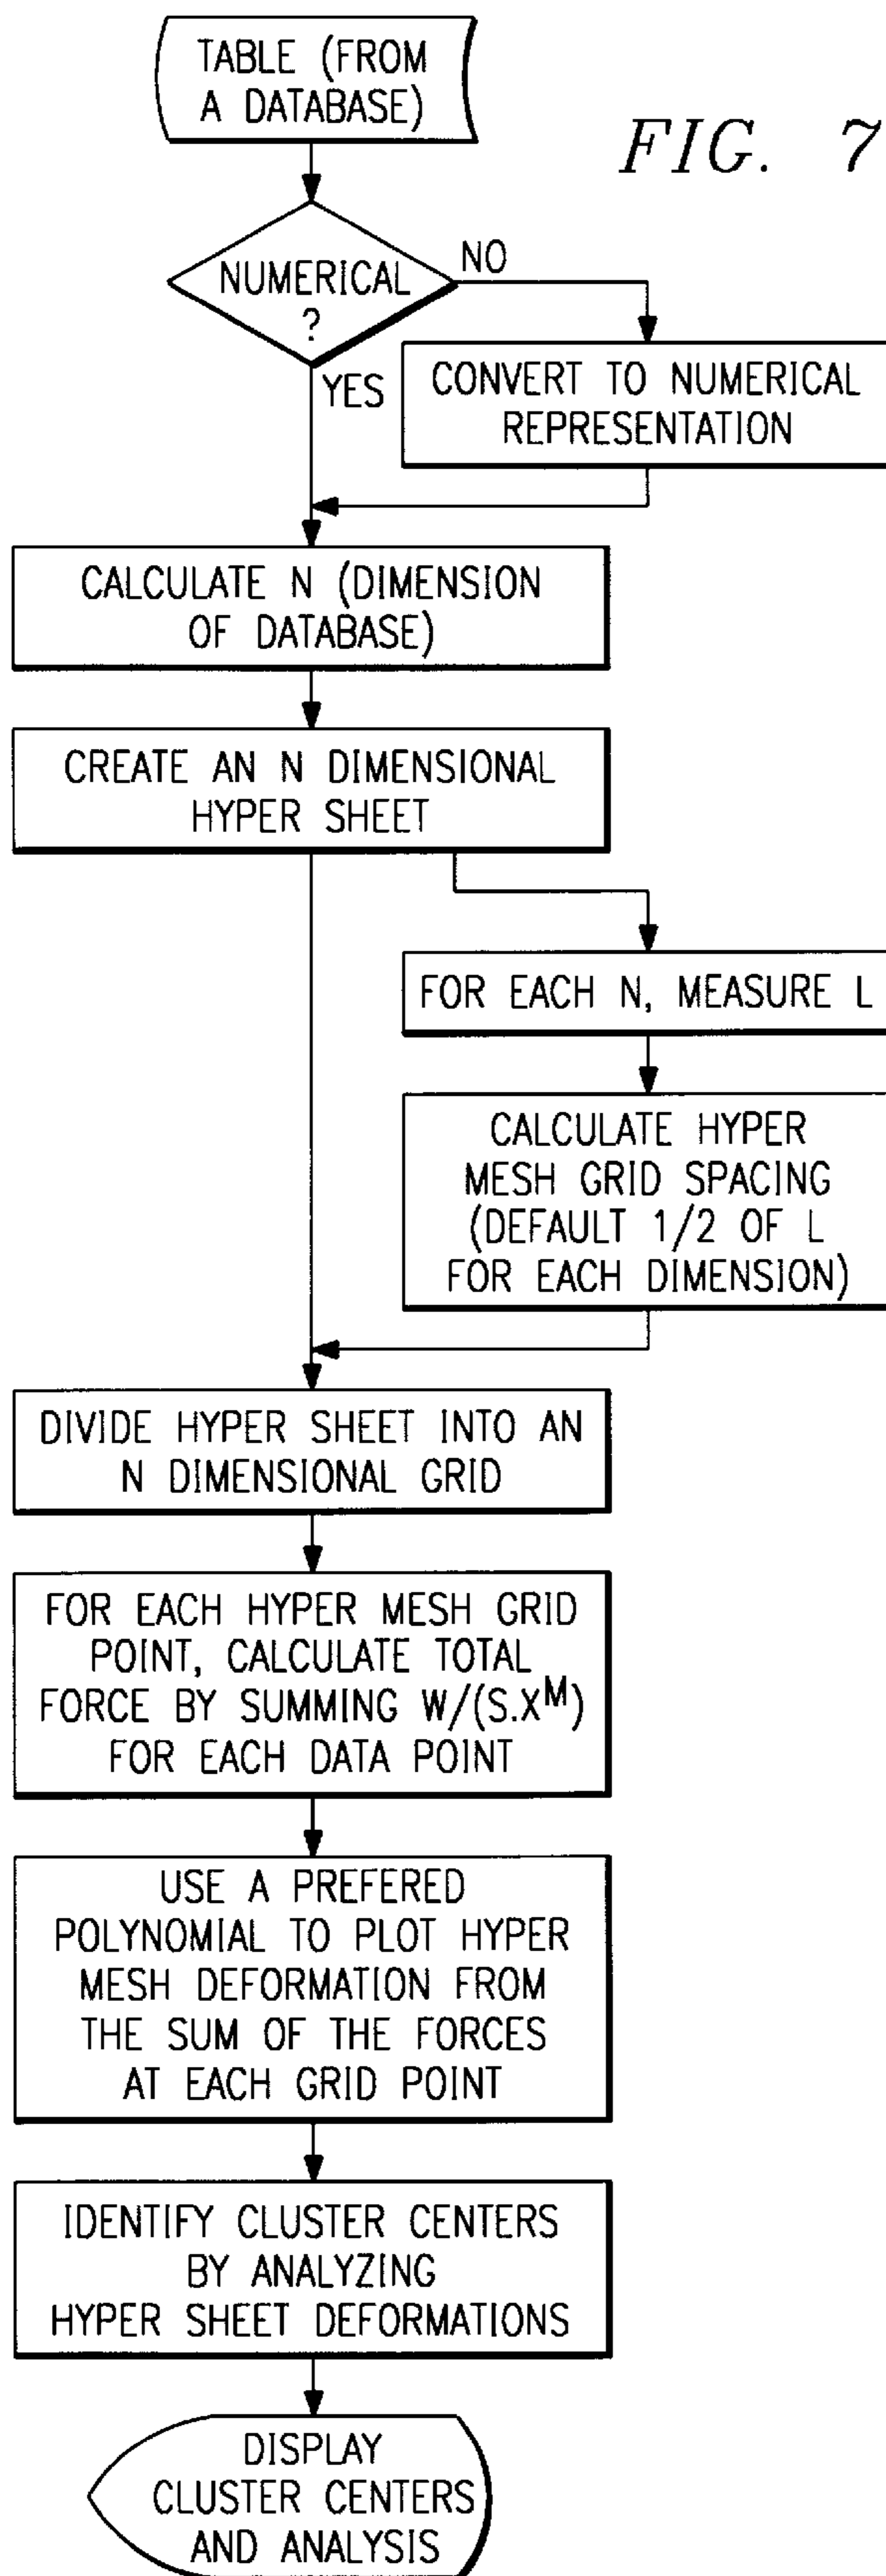 TABLE (FROM
A DATABASE)
FIG. 7
NUMERICAL
?
NO
YES
CONVERT TO NUMERICAL
REPRESENTATION
CALCULATE N (DIMENSION
OF DATABASE)
CREATE AN N DIMENSIONAL
HYPER SHEET
FOR EACH N, MEASURE L
CALCULATE HYPER
MESH GRID SPACING
(DEFAULT 1/2 OF L
FOR EACH DIMENSION)
DIVIDE HYPER SHEET INTO AN
N DIMENSIONAL GRID
FOR EACH HYPER MESH GRID
POINT, CALCULATE TOTAL
FORCE BY SUMMING W/(S.X^M)
FOR EACH DATA POINT
USE A PREFERED
POLYNOMIAL TO PLOT HYPER
MESH DEFORMATION FROM
THE SUM OF THE FORCES
AT EACH GRID POINT
IDENTIFY CLUSTER CENTERS
BY ANALYZING
HYPER SHEET DEFORMATIONS
DISPLAY
CLUSTER CENTERS
AND ANALYSIS